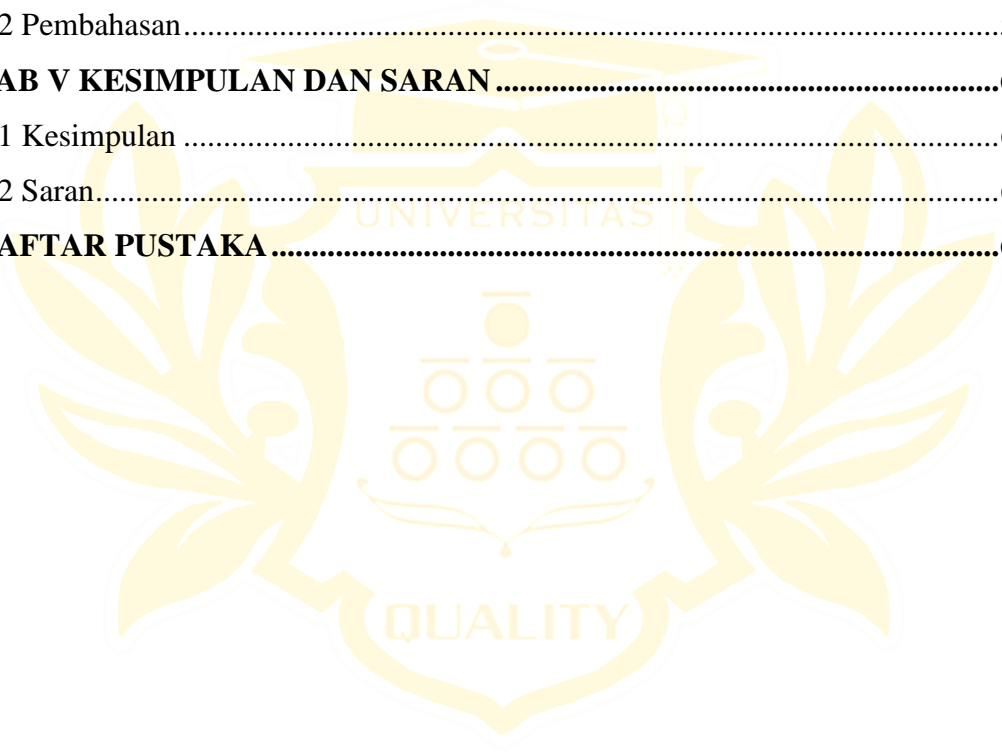 2 Pembahasan....................................................................................................
AB V KESIMPULAN DAN SARAN...............................................................
1 Kesimpulan ....................................................................................................
2 Saran...............................................................................................................
AFTAR PUSTAKA...........................................................................................
UNIVERSITAS
QUALITY